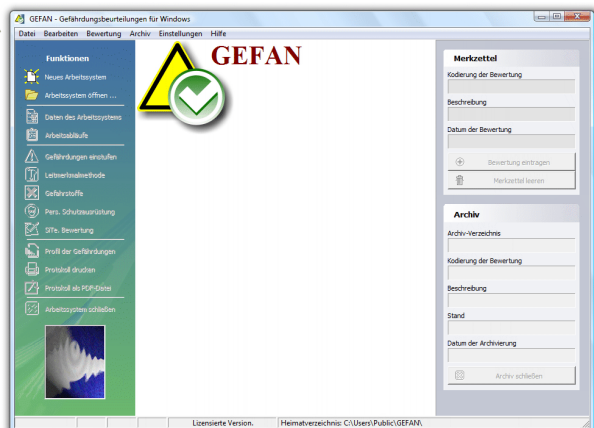 GEFAN - Gefährdungsbeurteilungen für Windows
Datei Bearbeiten Bewertung Archiv Einstellungen Hilfe
Funktionen
Neues Arbeitssystem
Arbeitssystem öffnen ...
Daten des Arbeitssystems
Arbeitsabläufe
Gefährdungen einstufen
Leitmerkmalmethode
Gefahrstoffe
Pers. Schutzausrüstung
SiTe. Bewertung
Profil der Gefährdungen
Protokoll drucken
Protokoll als PDF-Datei
Arbeitssystem schließen
GEFAN
Merkzettel
Kodierung der Bewertung
Beschreibung
Datum der Bewertung
Bewertung eintragen
Merkzettel leeren
Archiv
Archiv-Verzeichnis
Kodierung der Bewertung
Beschreibung
Stand
Datum der Archivierung
Archiv schließen
Lizensierte Version. Heimatverzeichnis: C:\Users\Public\GEFAN\